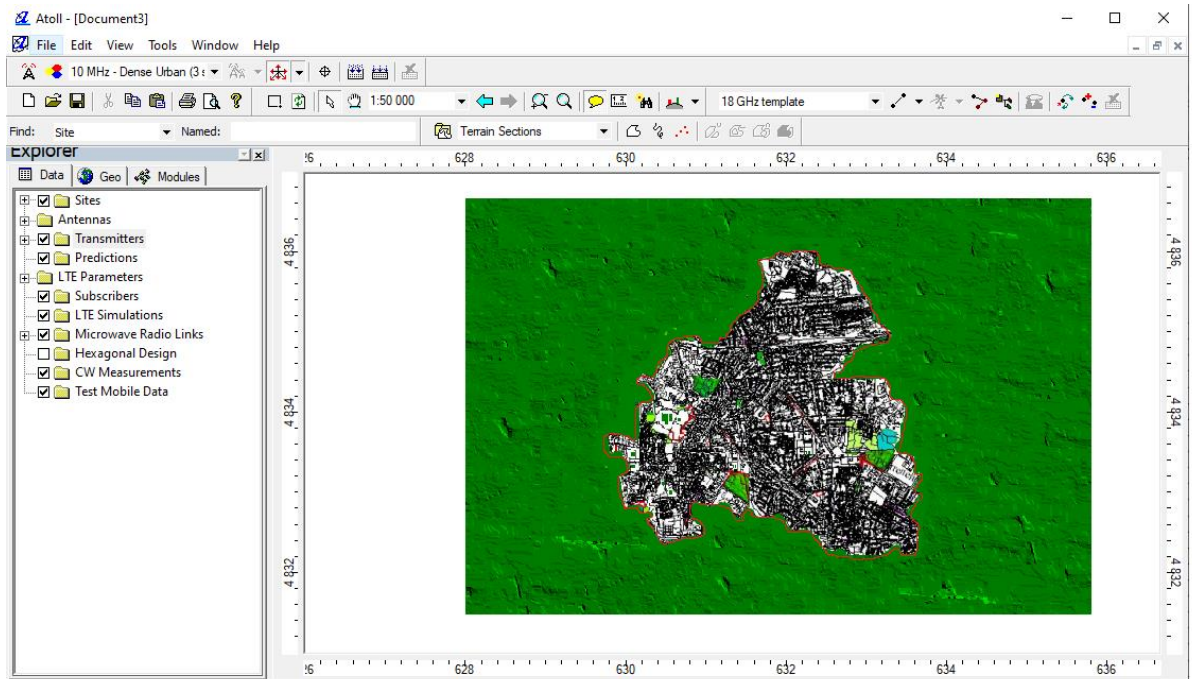 Atoll - [Document3]
File Edit View Tools Window Help
10 MHz - Dense Urban (3 s
1:50 000 18 GHz template
Find: Site Named: Terrain Sections
Explorer
Data Geo Modules
Sites
Antennas
Transmitters
Predictions
LTE Parameters
Subscribers
LTE Simulations
Microwave Radio Links
Hexagonal Design
CW Measurements
Test Mobile Data
26 628 630 632 634 636
4 836 4 836
4 834 4 834
4 832 4 832
26 628 630 632 634 636